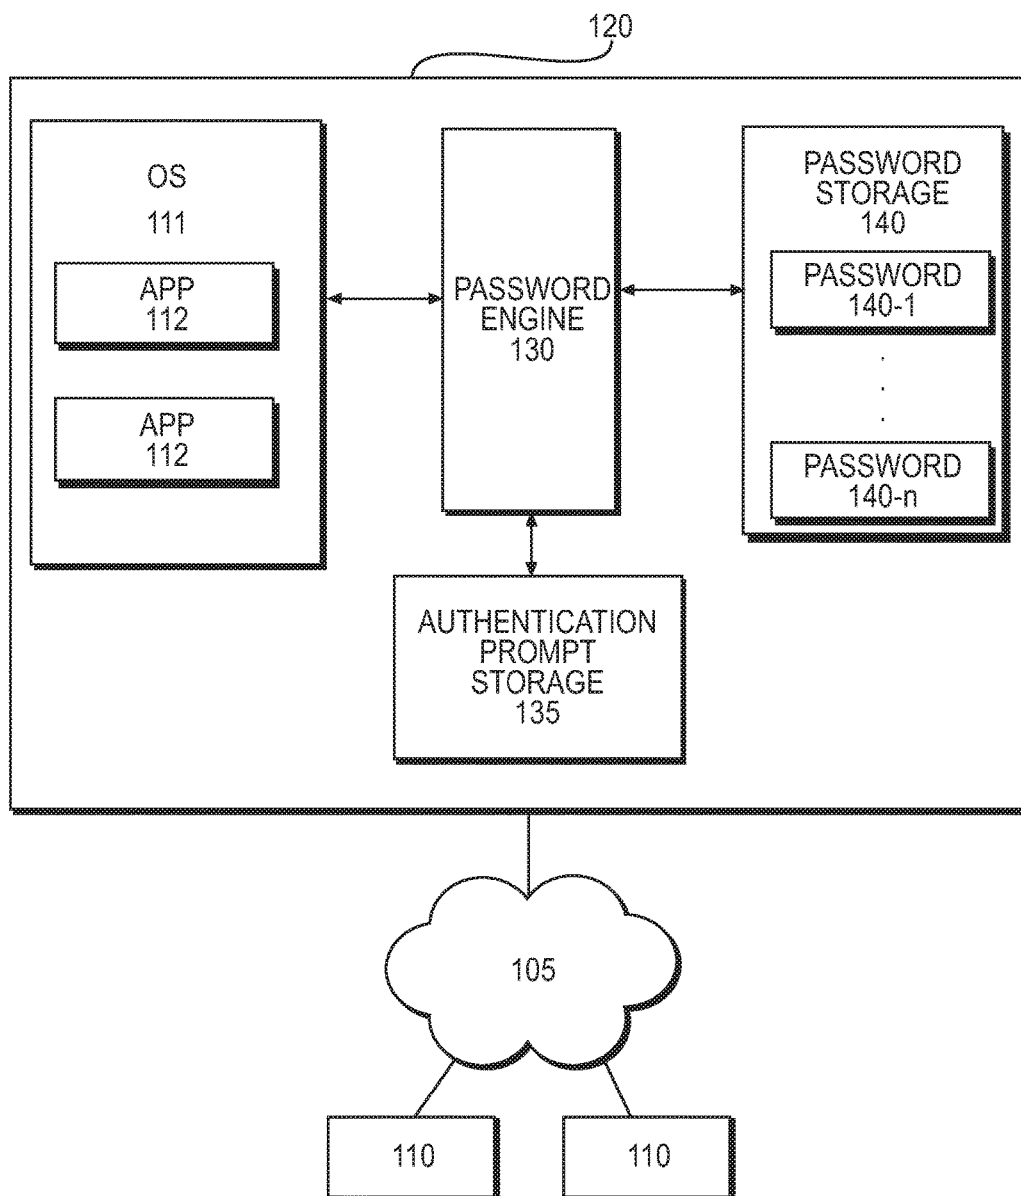 120
OS
111
APP
112
APP
112
PASSWORD
ENGINE
130
PASSWORD
STORAGE
140
PASSWORD
140-1
.
.
.
PASSWORD
140-n
AUTHENTICATION
PROMPT
STORAGE
135
105
110
110